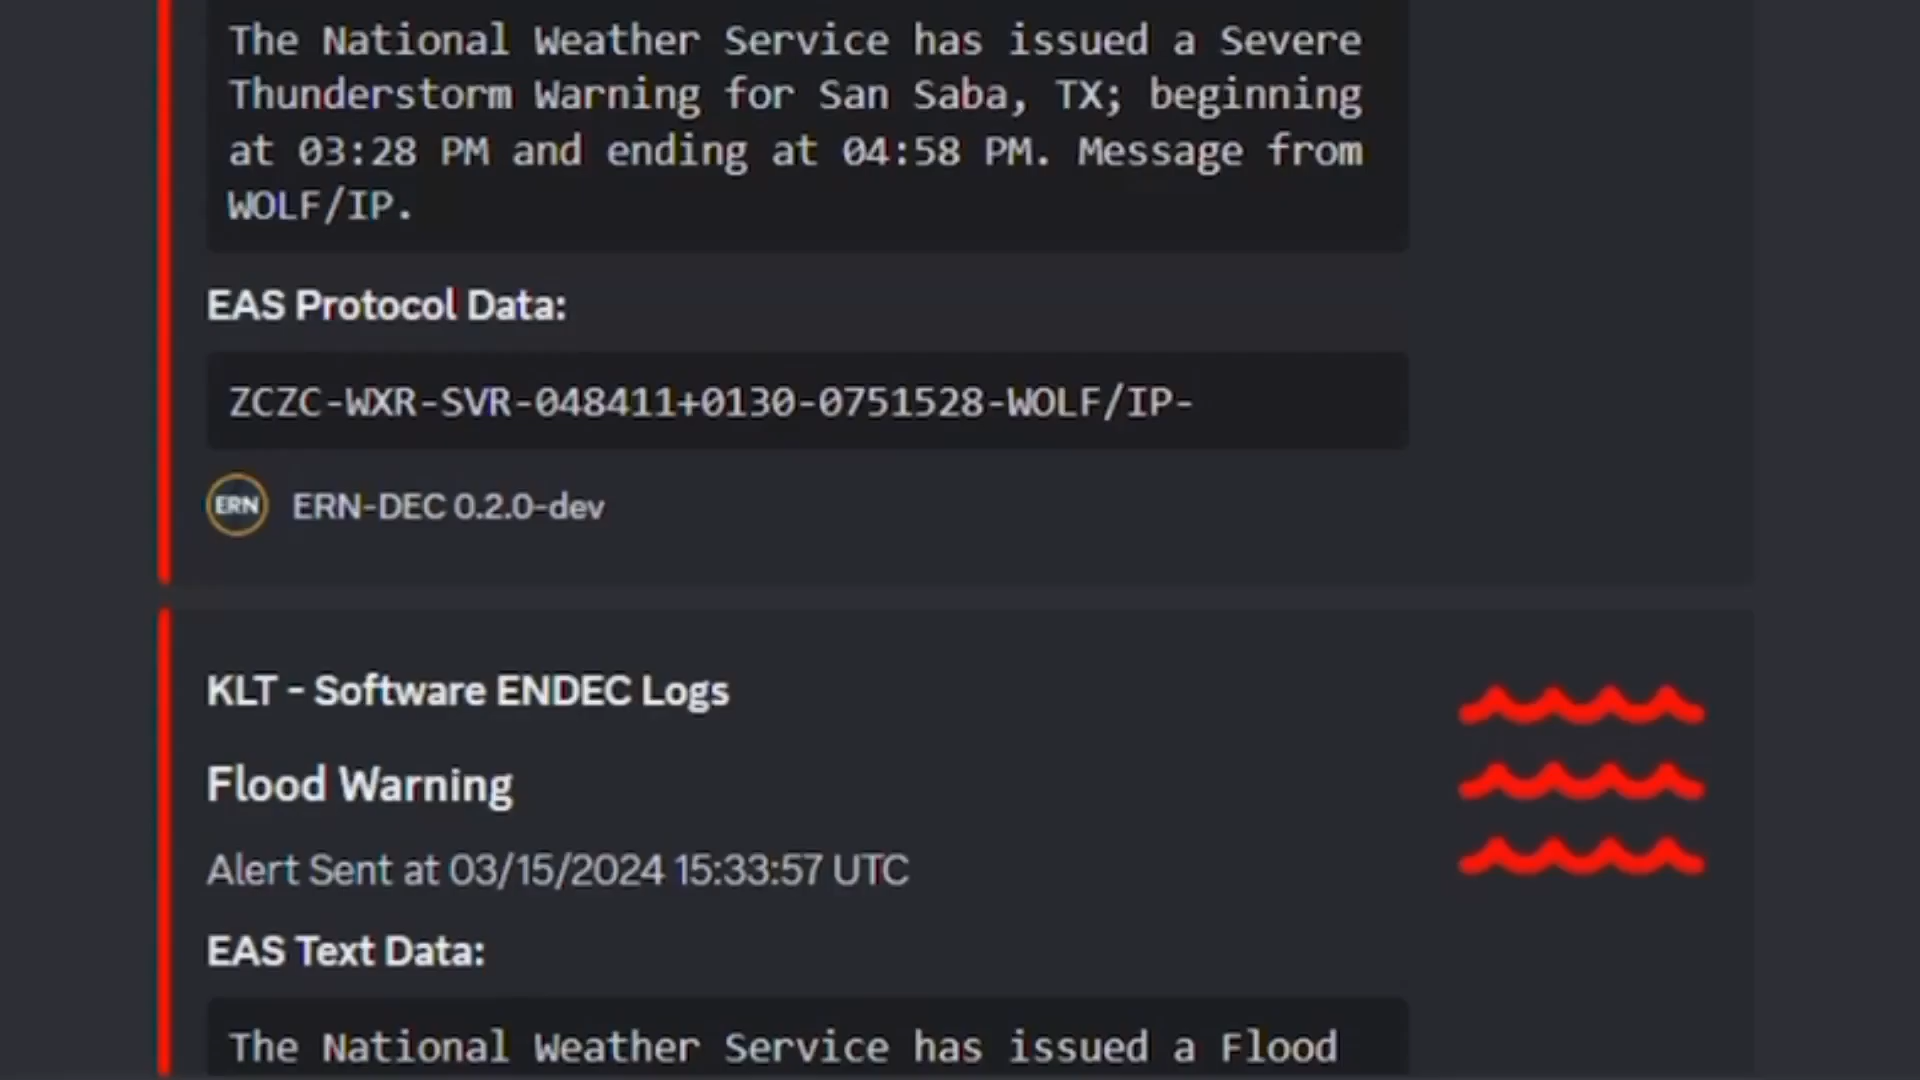 The National Weather Service has issued a Severe
Thunderstorm Warning for San Saba, TX; beginning
at 03:28 PM and ending at 04:58 PM. Message from
WOLF/IP.
EAS Protocol Data:
ZCZC-WXR-SVR-048411+0130-0751528-WOLF/IP-
ERN ERN-DEC 0.2.0-dev
KLT - Software ENDEC Logs
Flood Warning
Alert Sent at 03/15/2024 15:33:57 UTC
EAS Text Data:
The National Weather Service has issued a Flood